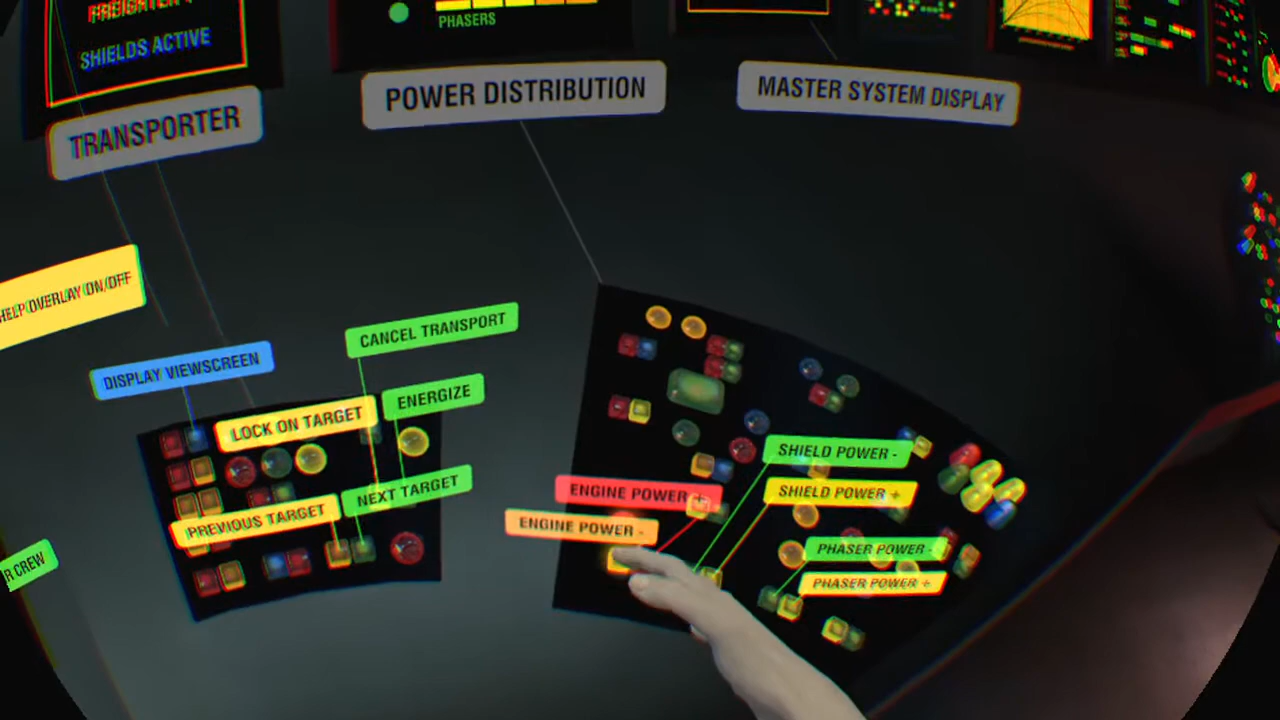 FREIGHTER 1
SHIELDS ACTIVE
PHASERS
TRANSPORTER
POWER DISTRIBUTION
MASTER SYSTEM DISPLAY
HELP OVERLAY ON/OFF
DISPLAY VIEWSCREEN
CANCEL TRANSPORT
LOCK ON TARGET
ENERGIZE
PREVIOUS TARGET
NEXT TARGET
R CREW
ENGINE POWER +
ENGINE POWER -
SHIELD POWER -
SHIELD POWER +
PHASER POWER -
PHASER POWER +